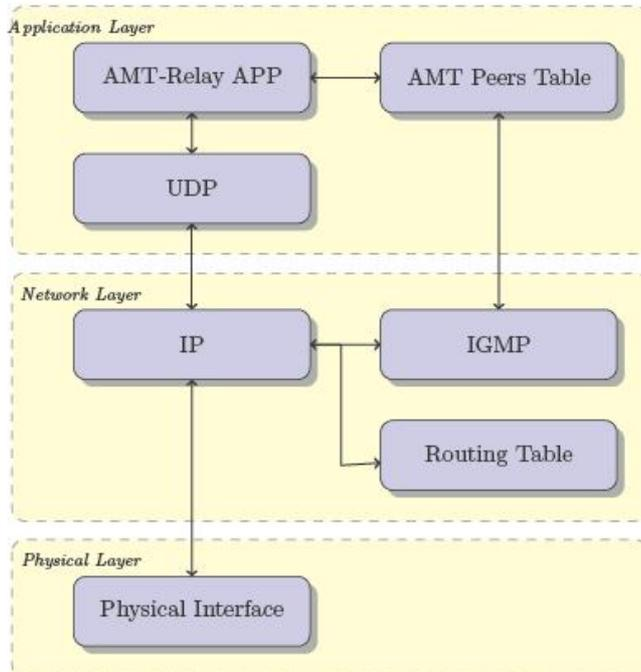 Application Layer
AMT-Relay APP
AMT Peers Table
UDP
Network Layer
IP
IGMP
Routing Table
Physical Layer
Physical Interface